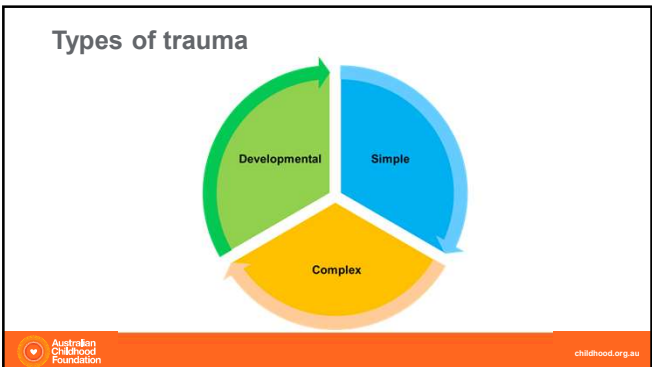 Types of trauma
Developmental
Simple
Complex
Australian
Childhood
Foundation
childhood.org.au